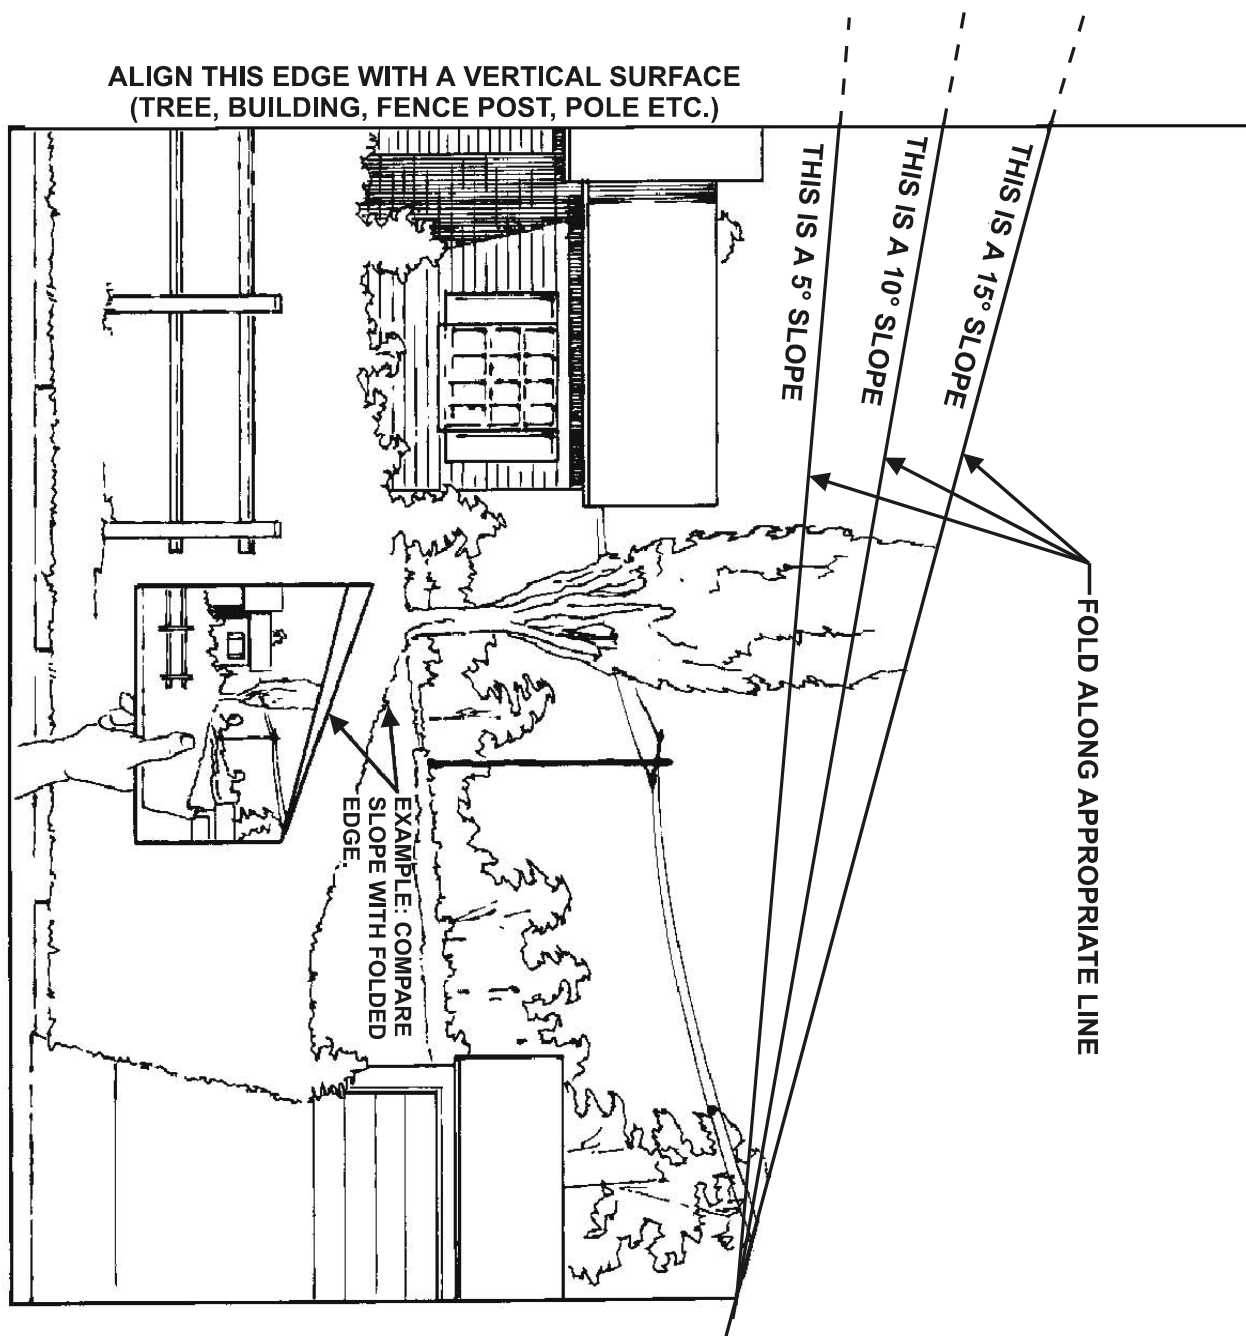 ALIGN THIS EDGE WITH A VERTICAL SURFACE
(TREE, BUILDING, FENCE POST, POLE ETC.)
THIS IS A 5° SLOPE
THIS IS A 10° SLOPE
THIS IS A 15° SLOPE
FOLD ALONG APPROPRIATE LINE
EXAMPLE: COMPARE
SLOPE WITH FOLDED
EDGE.